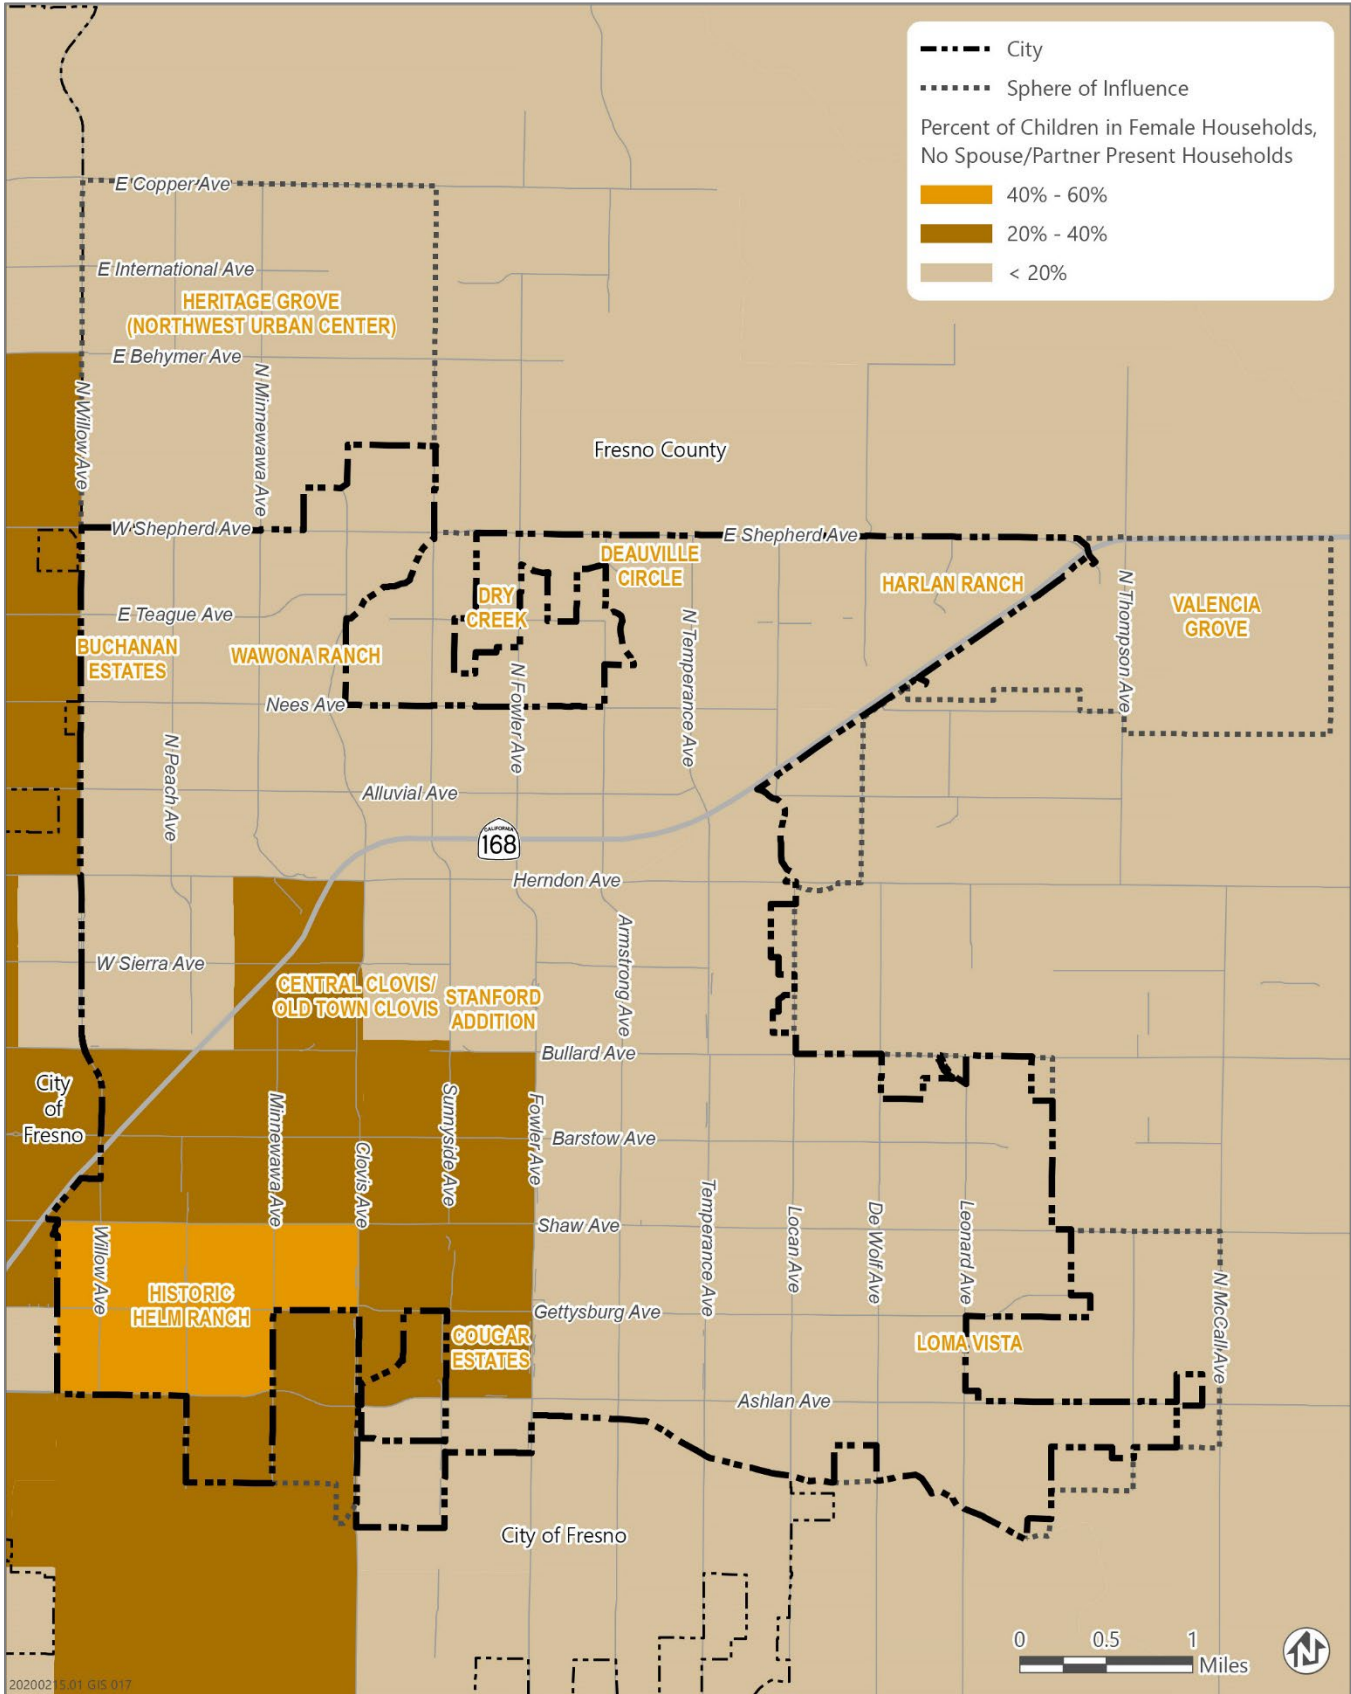 City
Sphere of Influence
Percent of Children in Female Households,
No Spouse/Partner Present Households
40% - 60%
20% - 40%
< 20%
E Copper Ave
E International Ave
HERITAGE GROVE
(NORTHWEST URBAN CENTER)
E Behymer Ave
N Willow Ave
N Minnewawa Ave
Fresno County
W Shepherd Ave
E Shepherd Ave
DEAUVILLE
CIRCLE
HARLAN RANCH
N Thompson Ave
VALENCIA
GROVE
DRY
CREEK
E Teague Ave
BUCHANAN
ESTATES
WAWONA RANCH
N Temperance Ave
N Fowler Ave
Nees Ave
N Peach Ave
Alluvial Ave
CALIFORNIA
168
Herndon Ave
Armstrong Ave
W Sierra Ave
CENTRAL CLOVIS/
OLD TOWN CLOVIS
STANFORD
ADDITION
Bullard Ave
City
of
Fresno
Minnewawa Ave
Clovis Ave
Sunnyside Ave
Fowler Ave
Barstow Ave
Temperance Ave
Locan Ave
De Wolf Ave
Leonard Ave
Shaw Ave
Willow Ave
HISTORIC
HELM RANCH
Gettysburg Ave
COUGAR
ESTATES
LOMA VISTA
N McCall Ave
Ashlan Ave
City of Fresno
0 0.5 1
Miles
N
20200215.01 GIS 017